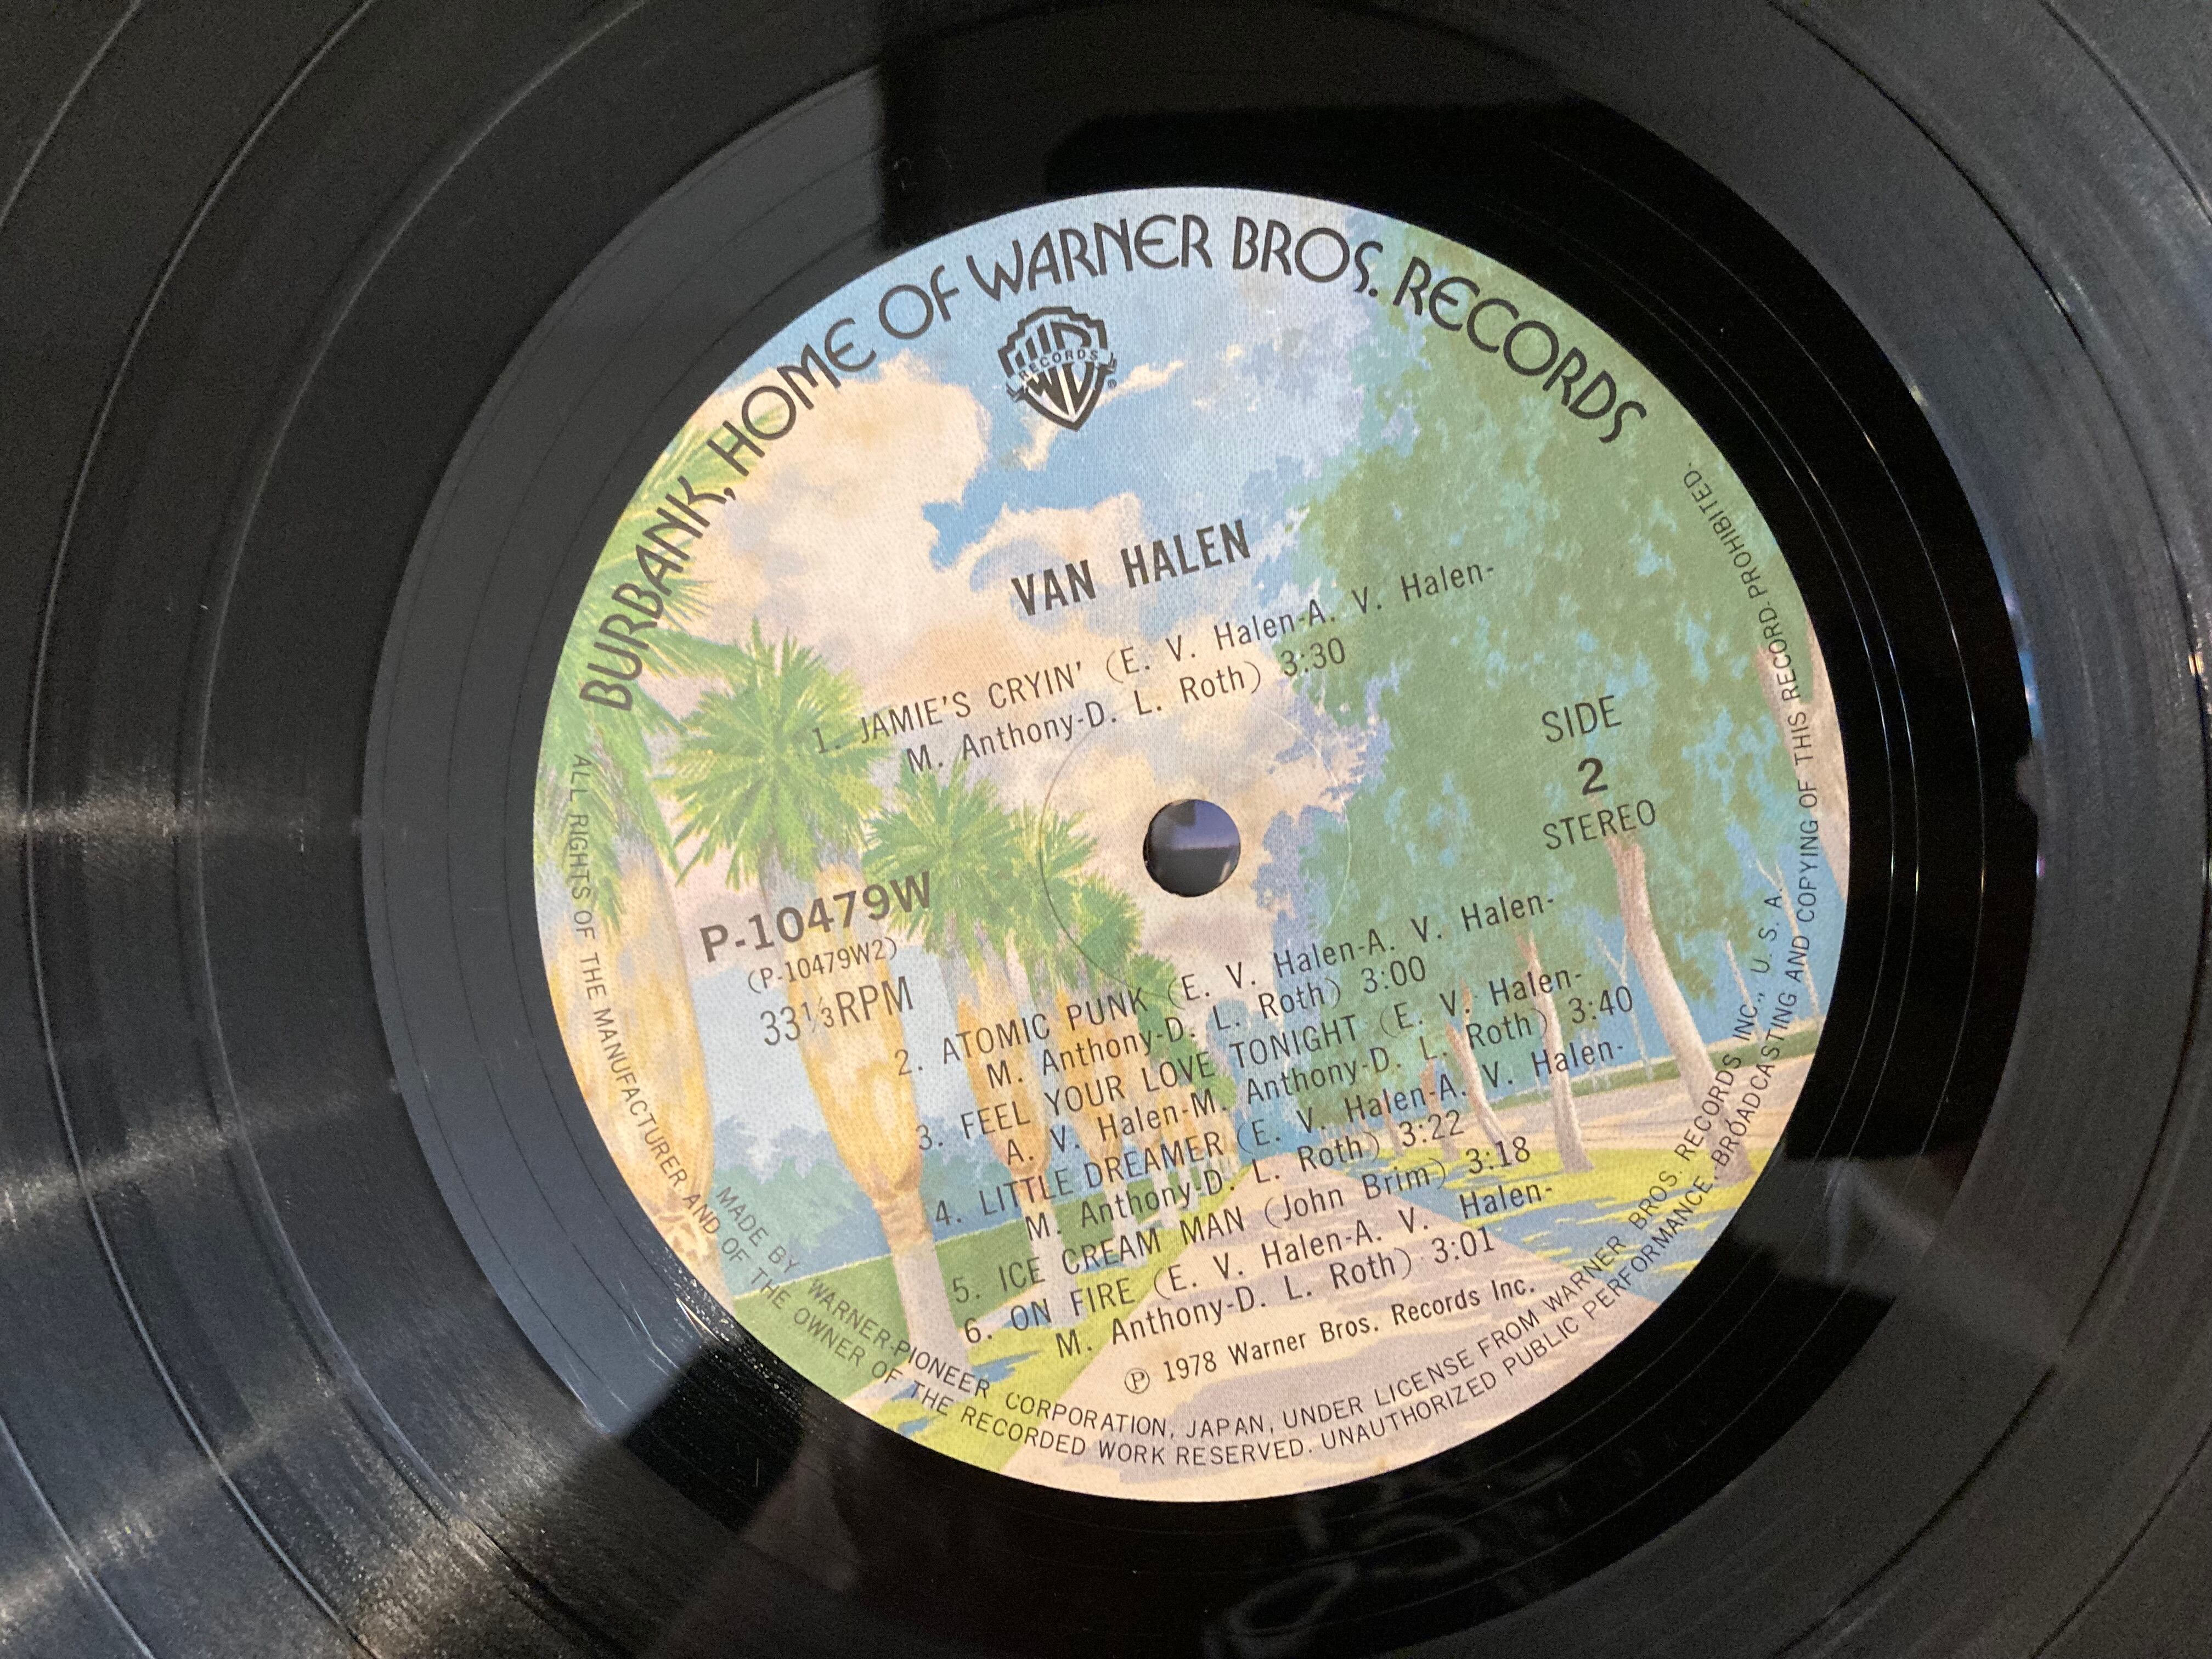 BURBANK, HOME OF WARNER BROS. RECORDS
RECORDS
VAN HALEN
1. JAMIE'S CRYIN' (E. V. Halen-A. V. Halen-
M. Anthony-D. L. Roth) 3:30
SIDE
2
STEREO
P-10479W
(P-10479W2)
33⅓RPM
2. ATOMIC PUNK (E. V. Halen-A. V. Halen-
M. Anthony-D. L. Roth) 3:00
3. FEEL YOUR LOVE TONIGHT (E. V. Halen-
A. V. Halen-M. Anthony-D. L. Roth) 3:40
4. LITTLE DREAMER (E. V. Halen-A. V. Halen-
M. Anthony-D. L. Roth) 3:22
5. ICE CREAM MAN (John Brim) 3:18
6. ON FIRE (E. V. Halen-A. V. Halen-
M. Anthony-D. L. Roth) 3:01
℗ 1978 Warner Bros. Records Inc.
MADE BY WARNER-PIONEER CORPORATION, JAPAN, UNDER LICENSE FROM WARNER BROS. RECORDS INC., U. S. A.
ALL RIGHTS OF THE MANUFACTURER AND OF THE OWNER OF THE RECORDED WORK RESERVED. UNAUTHORIZED PUBLIC PERFORMANCE. BROADCASTING AND COPYING OF THIS RECORD. PROHIBITED.